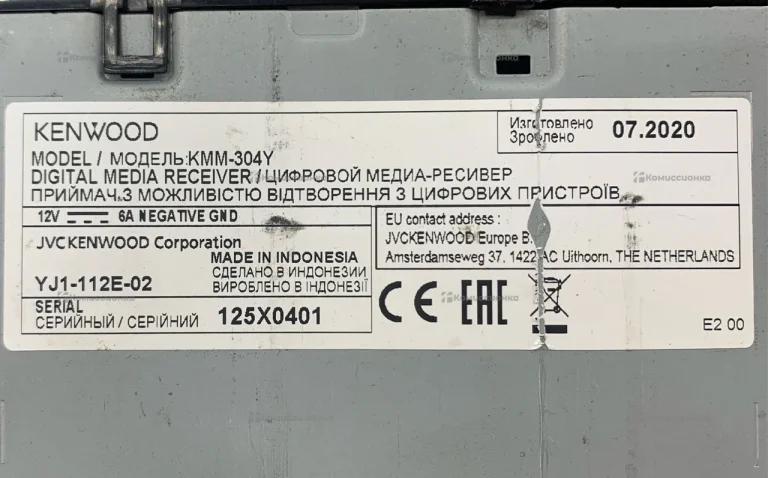 KENWOOD
Изготовлено
Зроблено
07.2020
MODEL / МОДЕЛЬ:KMM-304Y
DIGITAL MEDIA RECEIVER / ЦИФРОВОЙ МЕДИА-РЕСИВЕР
ПРИЙМАЧ З МОЖЛИВІСТЮ ВІДТВОРЕННЯ З ЦИФРОВИХ ПРИСТРОЇВ
12V 6A NEGATIVE GND
JVCKENWOOD Corporation
MADE IN INDONESIA
СДЕЛАНО В ИНДОНЕЗИИ
ВИРОБЛЕНО В ІНДОНЕЗІЇ
YJ1-112E-02
SERIAL
СЕРИЙНЫЙ / СЕРІЙНИЙ
125X0401
EU contact address :
JVCKENWOOD Europe B.
Amsterdamseweg 37, 1422 AC Uithoorn, THE NETHERLANDS
CE EAC
E2 00
Комиссионка
Комиссионка
Комиссионка